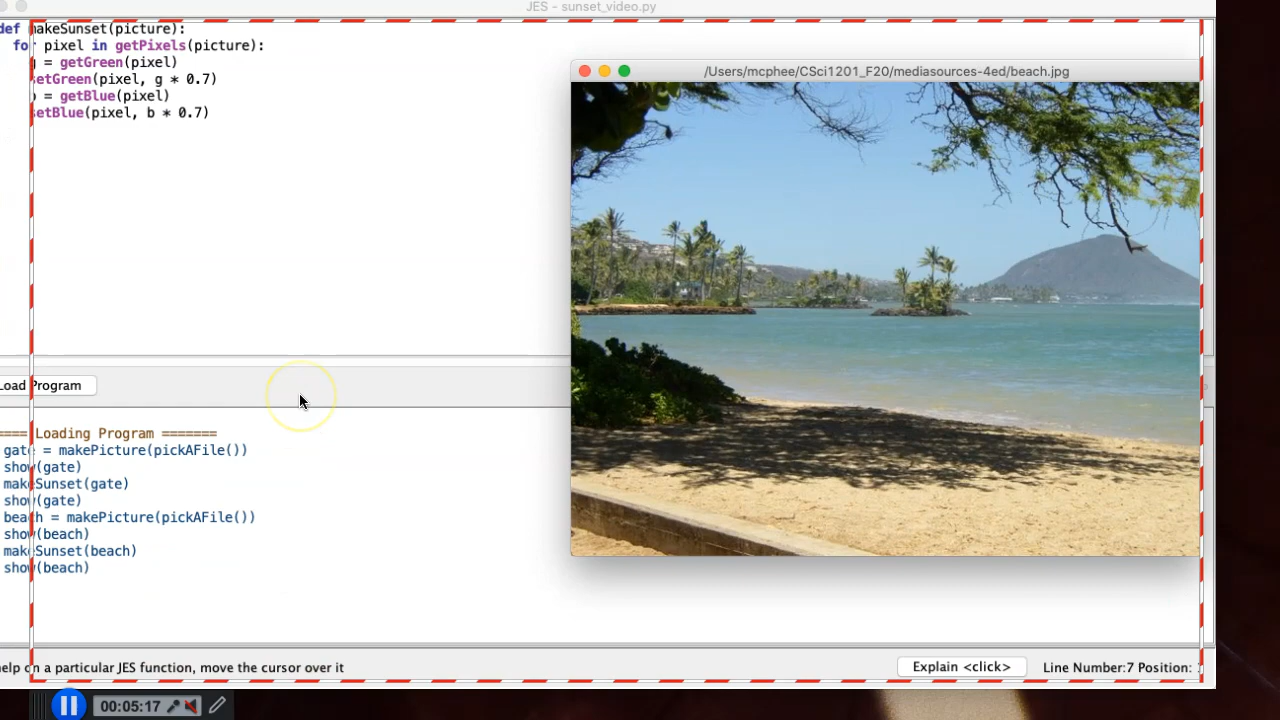 JES - sunset_video.py
def makeSunset(picture):
for pixel in getPixels(picture):
= getGreen(pixel)
setGreen(pixel, g * 0.7)
= getBlue(pixel)
setBlue(pixel, b * 0.7)
/Users/mcphee/CSci1201_F20/mediasources-4ed/beach.jpg
Load Program
==== Loading Program =======
gate = makePicture(pickAFile())
show(gate)
makeSunset(gate)
show(gate)
beach = makePicture(pickAFile())
show(beach)
makeSunset(beach)
show(beach)
help on a particular JES function, move the cursor over it
Explain <click>
Line Number:7 Position:
00:05:17